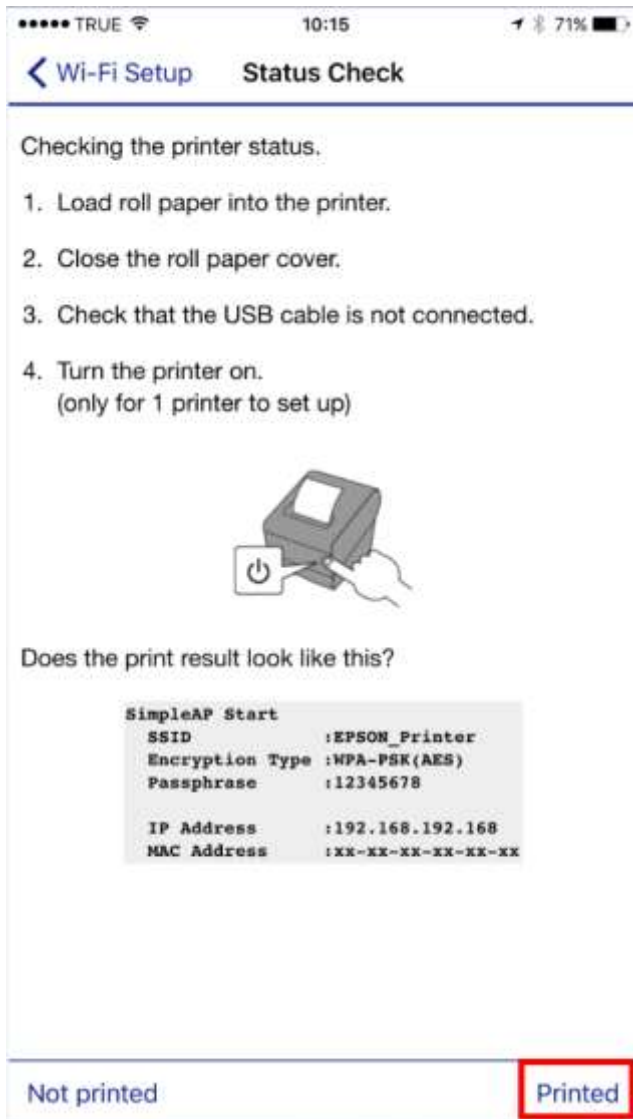 TRUE 10:15 71%
Wi-Fi Setup Status Check
Checking the printer status.
1. Load roll paper into the printer.
2. Close the roll paper cover.
3. Check that the USB cable is not connected.
4. Turn the printer on.
(only for 1 printer to set up)
Does the print result look like this?
SimpleAP Start
SSID :EPSON_Printer
Encryption Type :WPA-PSK(AES)
Passphrase :12345678
IP Address :192.168.192.168
MAC Address :xx-xx-xx-xx-xx-xx
Not printed Printed